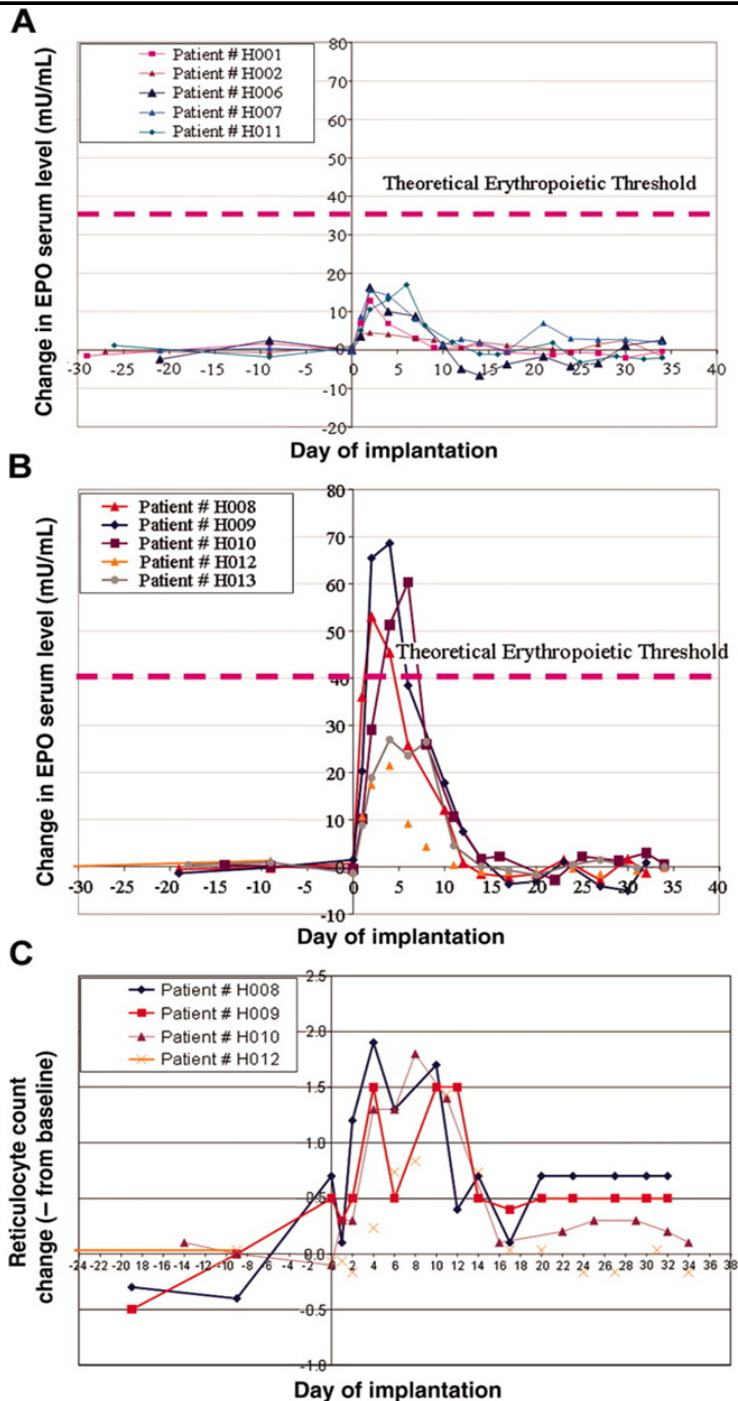 A
Patient # H001
Patient # H002
Patient # H006
Patient # H007
Patient # H011
Change in EPO serum level (mU/mL)
80
70
60
50
40
30
20
10
0
-10
-20
Theoretical Erythropoietic Threshold
-30 -25 -20 -15 -10 -5 0 5 10 15 20 25 30 35 40
Day of implantation
B
Patient # H008
Patient # H009
Patient # H010
Patient # H012
Patient # H013
Change in EPO serum level (mU/mL)
80
70
60
50
40
30
20
10
0
-10
Theoretical Erythropoietic Threshold
-30 -25 -20 -15 -10 -5 0 5 10 15 20 25 30 35 40
Day of implantation
C
Patient # H008
Patient # H009
Patient # H010
Patient # H012
Reticulocyte count
change (– from baseline)
2.5
2.0
1.5
1.0
0.5
0.0
-0.5
-1.0
-24 -22 -20 -18 -16 -14 -12 -10 -8 -6 -4 -2 0 2 4 6 8 10 12 14 16 18 20 22 24 26 28 30 32 34 36 38
Day of implantation